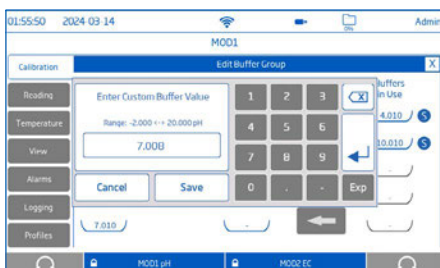 01:55:50 2024-03-14 0% Admin
MOD1
Calibration Edit Buffer Group X
Reading
Temperature
View
Alarms
Logging
Profiles
Enter Custom Buffer Value
Range: -2.000 <-> 20.000 pH
7.008
Cancel Save
1 2 3
4 5 6
7 8 9
0 . - Exp
Buffers
in Use
4.010 S
10.010 S
7.010 . .
MOD1 pH MOD2 EC